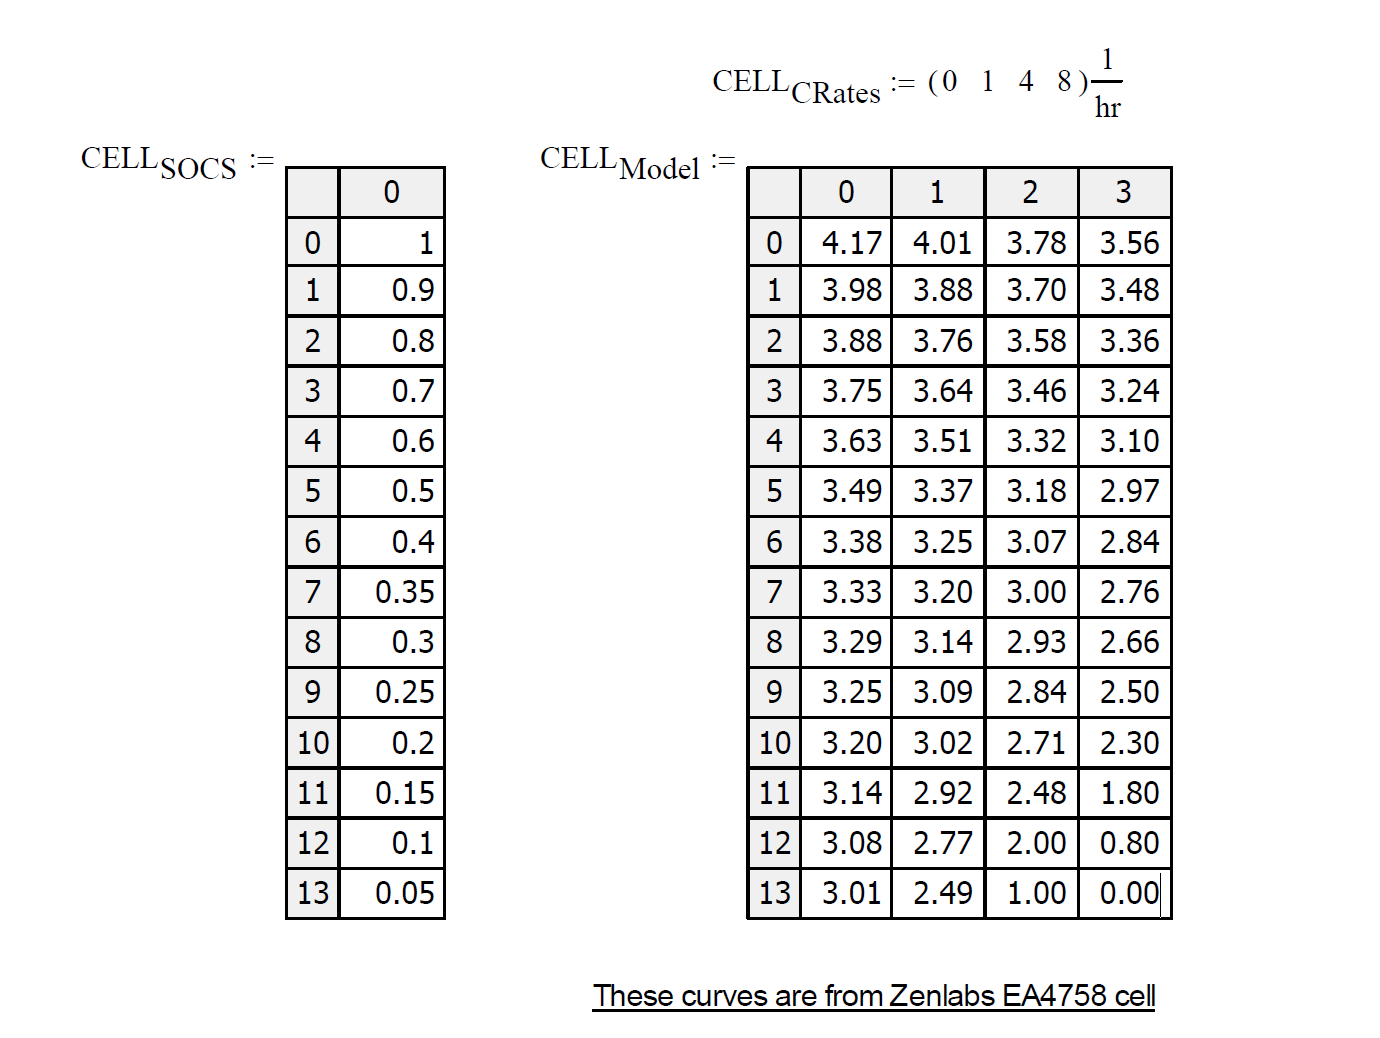 CELL CRates := ( 0 1 4 8 ) 1/hr
CELL SOCS := CELL Model :=
0 0 1 2 3
0 1 0 4.17 4.01 3.78 3.56
1 0.9 1 3.98 3.88 3.70 3.48
2 0.8 2 3.88 3.76 3.58 3.36
3 0.7 3 3.75 3.64 3.46 3.24
4 0.6 4 3.63 3.51 3.32 3.10
5 0.5 5 3.49 3.37 3.18 2.97
6 0.4 6 3.38 3.25 3.07 2.84
7 0.35 7 3.33 3.20 3.00 2.76
8 0.3 8 3.29 3.14 2.93 2.66
9 0.25 9 3.25 3.09 2.84 2.50
10 0.2 10 3.20 3.02 2.71 2.30
11 0.15 11 3.14 2.92 2.48 1.80
12 0.1 12 3.08 2.77 2.00 0.80
13 0.05 13 3.01 2.49 1.00 0.00
These curves are from Zenlabs EA4758 cell